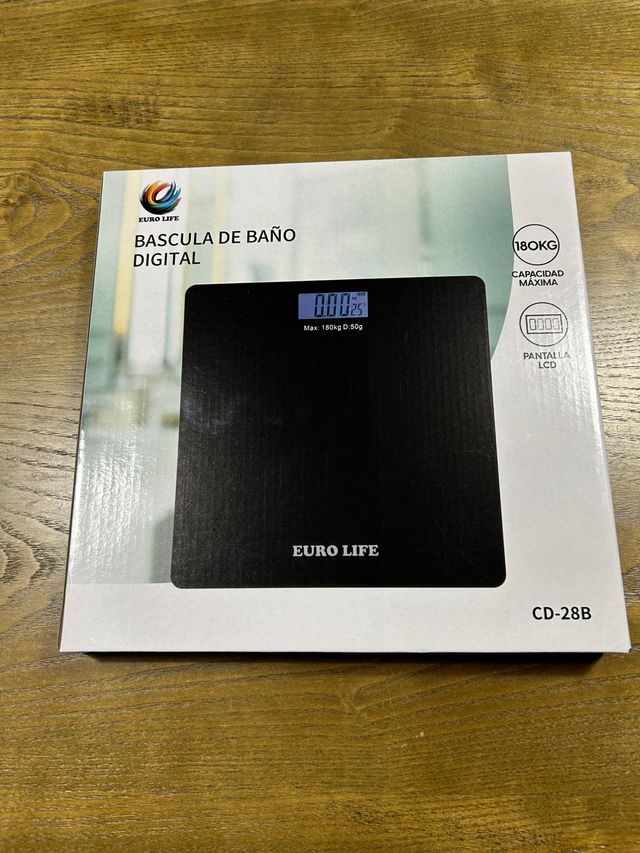 EURO LIFE
BASCULA DE BAÑO
DIGITAL
180KG
CAPACIDAD
MÁXIMA
0.00
25
Max: 180kg D:50g
PANTALLA
LCD
EURO LIFE
CD-28B